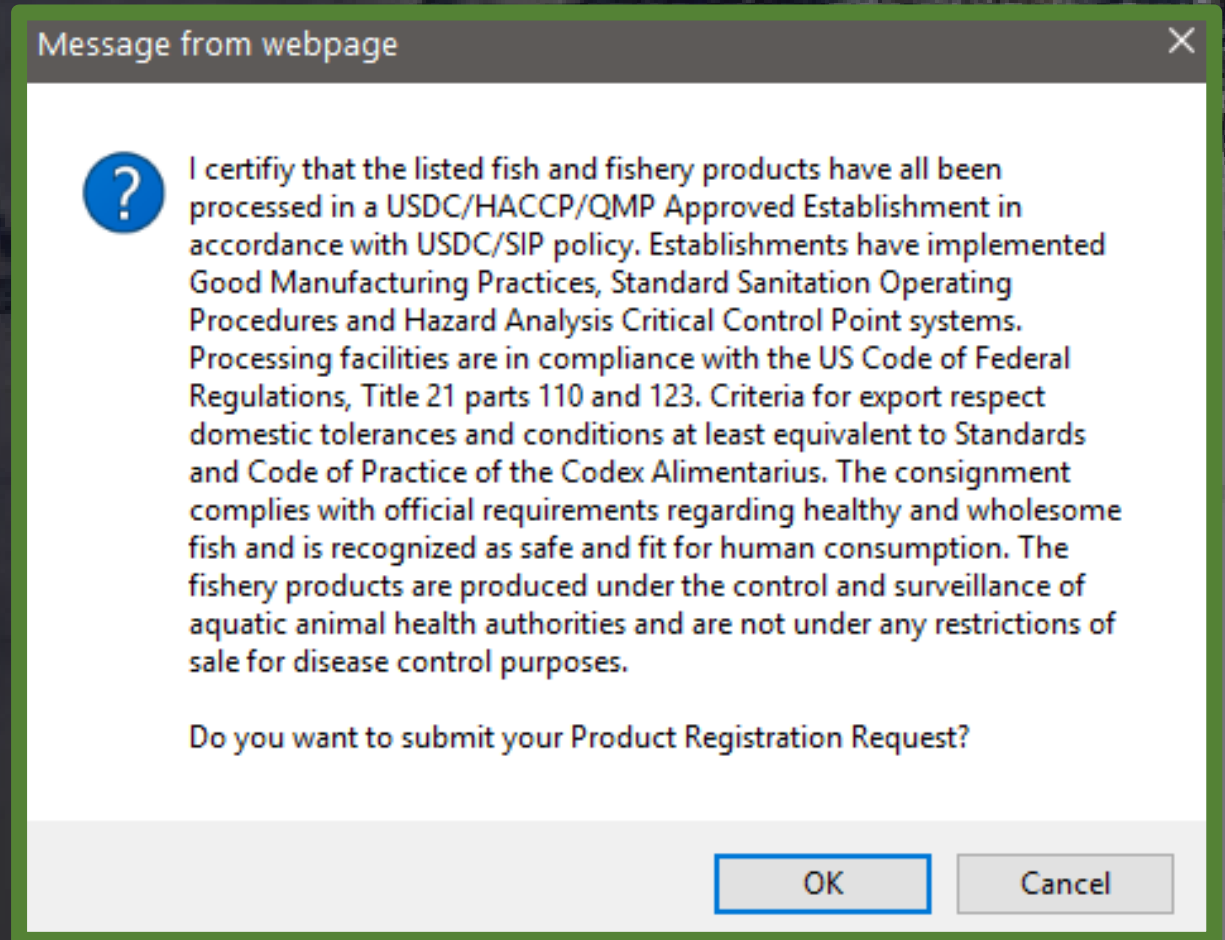 Message from webpage
I certifiy that the listed fish and fishery products have all been
processed in a USDC/HACCP/QMP Approved Establishment in
accordance with USDC/SIP policy. Establishments have implemented
Good Manufacturing Practices, Standard Sanitation Operating
Procedures and Hazard Analysis Critical Control Point systems.
Processing facilities are in compliance with the US Code of Federal
Regulations, Title 21 parts 110 and 123. Criteria for export respect
domestic tolerances and conditions at least equivalent to Standards
and Code of Practice of the Codex Alimentarius. The consignment
complies with official requirements regarding healthy and wholesome
fish and is recognized as safe and fit for human consumption. The
fishery products are produced under the control and surveillance of
aquatic animal health authorities and are not under any restrictions of
sale for disease control purposes.
Do you want to submit your Product Registration Request?
OK Cancel